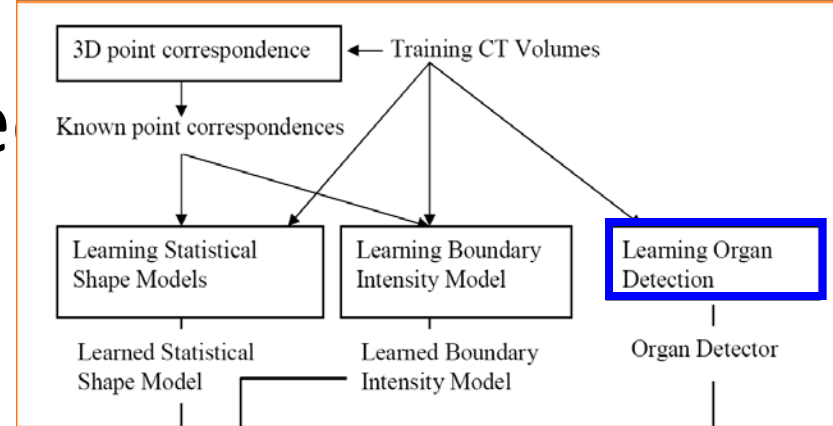 3D point correspondence
Training CT Volumes
Known point correspondences
Learning Statistical
Shape Models
Learning Boundary
Intensity Model
Learning Organ
Detection
Learned Statistical
Shape Model
Learned Boundary
Intensity Model
Organ Detector